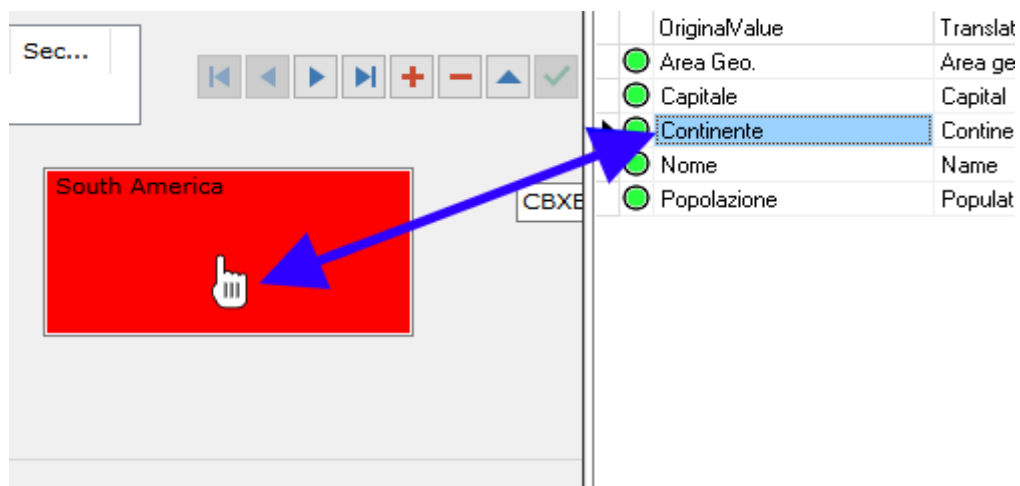 Sec...
South America
CBXE
OriginalValue Translat
Area Geo. Area ge
Capitale Capital
Continente Contine
Nome Name
Popolazione Populat